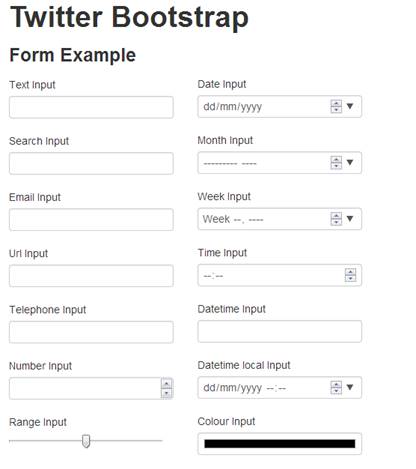 Twitter Bootstrap
Form Example
Text Input
Date Input
dd/mm/yyyy
Search Input
Month Input
--------- ----
Email Input
Week Input
Week --, ----
Url Input
Time Input
--:--
Telephone Input
Datetime Input
Number Input
Datetime local Input
dd/mm/yyyy --:--
Range Input
Colour Input